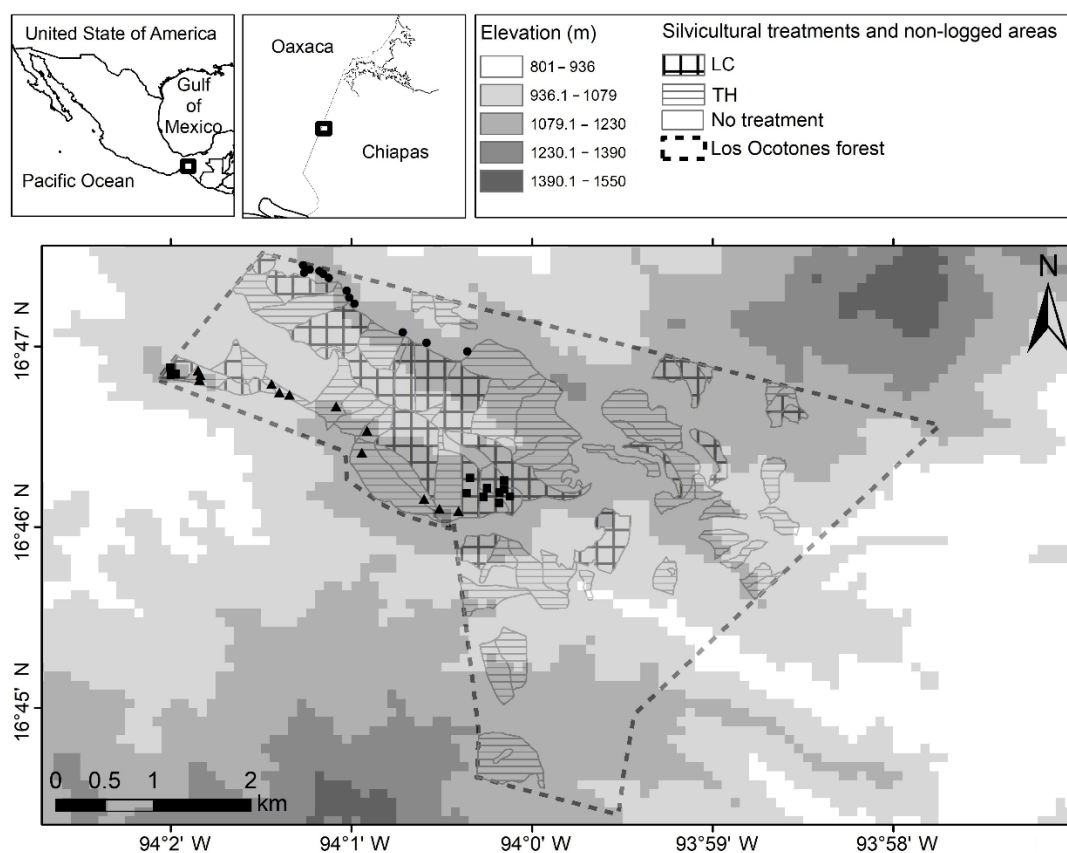 United State of America
Gulf
of
Mexico
Pacific Ocean
Oaxaca
Chiapas
Elevation (m)
801 – 936
936.1 – 1079
1079.1 – 1230
1230.1 – 1390
1390.1 – 1550
Silvicultural treatments and non-logged areas
LC
TH
No treatment
Los Ocotones forest
N
16°47' N
16°46' N
16°45' N
0 0.5 1 2
km
94°2' W 94°1' W 94°0' W 93°59' W 93°58' W